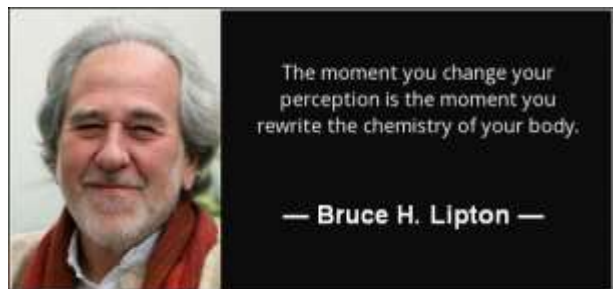 The moment you change your
perception is the moment you
rewrite the chemistry of your body.
— Bruce H. Lipton —